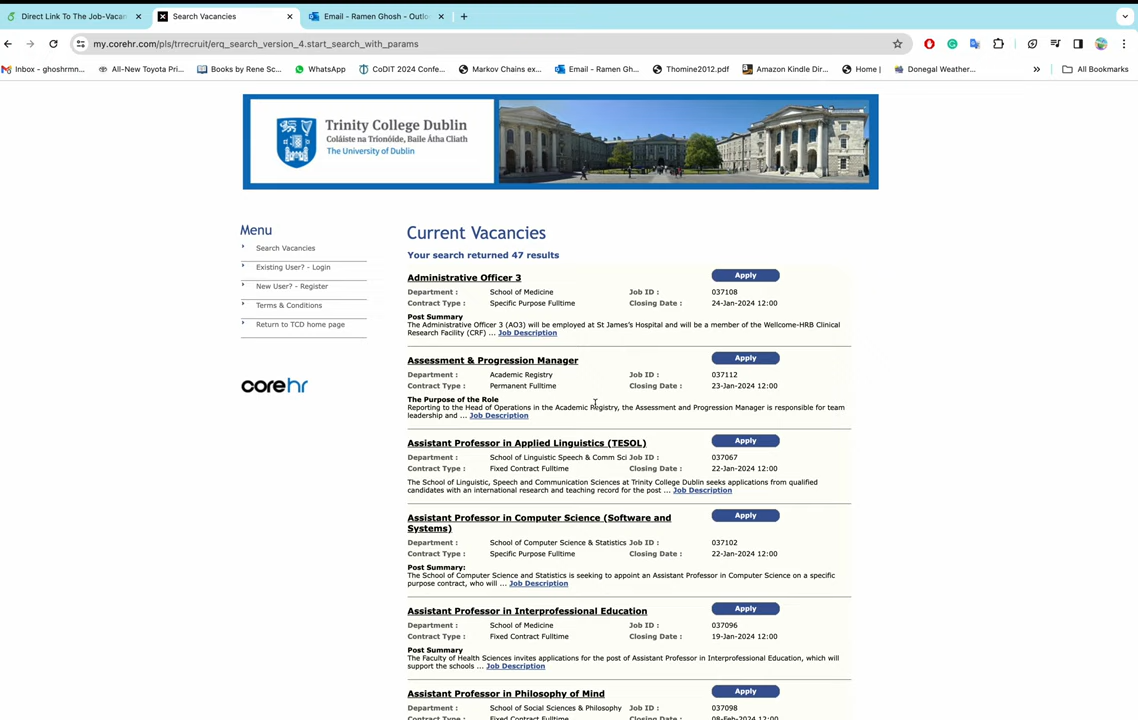 Direct Link To The Job-Vacan
Search Vacancies
Email - Ramen Ghosh - Outlo
my.corehr.com/pls/trrecruit/erq_search_version_4.start_search_with_params
Inbox - ghoshrmn...
All-New Toyota Pri...
Books by Rene Sc...
WhatsApp
CoDIT 2024 Confe...
Markov Chains ex...
Email - Ramen Gh...
Thomine2012.pdf
Amazon Kindle Dir...
Home |
Donegal Weather...
All Bookmarks
Trinity College Dublin
Coláiste na Tríonóide, Baile Átha Cliath
The University of Dublin
Menu
Search Vacancies
Existing User? - Login
New User? - Register
Terms & Conditions
Return to TCD home page
corehr
Current Vacancies
Your search returned 47 results
Administrative Officer 3
Apply
Department : School of Medicine Job ID : 037108
Contract Type : Specific Purpose Fulltime Closing Date : 24-Jan-2024 12:00
Post Summary
The Administrative Officer 3 (AO3) will be employed at St James's Hospital and will be a member of the Wellcome-HRB Clinical
Research Facility (CRF) ... Job Description
Assessment & Progression Manager
Apply
Department : Academic Registry Job ID : 037112
Contract Type : Permanent Fulltime Closing Date : 23-Jan-2024 12:00
The Purpose of the Role
Reporting to the Head of Operations in the Academic Registry, the Assessment and Progression Manager is responsible for team
leadership and ... Job Description
Assistant Professor in Applied Linguistics (TESOL)
Apply
Department : School of Linguistic Speech & Comm Sci Job ID : 037067
Contract Type : Fixed Contract Fulltime Closing Date : 22-Jan-2024 12:00
The School of Linguistic, Speech and Communication Sciences at Trinity College Dublin seeks applications from qualified
candidates with an international research and teaching record for the post ... Job Description
Assistant Professor in Computer Science (Software and
Systems)
Apply
Department : School of Computer Science & Statistics Job ID : 037102
Contract Type : Specific Purpose Fulltime Closing Date : 22-Jan-2024 12:00
Post Summary:
The School of Computer Science and Statistics is seeking to appoint an Assistant Professor in Computer Science on a specific
purpose contract, who will ... Job Description
Assistant Professor in Interprofessional Education
Apply
Department : School of Medicine Job ID : 037096
Contract Type : Fixed Contract Fulltime Closing Date : 19-Jan-2024 12:00
Post Summary
The Faculty of Health Sciences invites applications for the post of Assistant Professor in Interprofessional Education, which will
support the schools ... Job Description
Assistant Professor in Philosophy of Mind
Apply
Department : School of Social Sciences & Philosophy Job ID : 037098
Contract Type : Fixed Contract Fulltime Closing Date : 08-Feb-2024 12:00